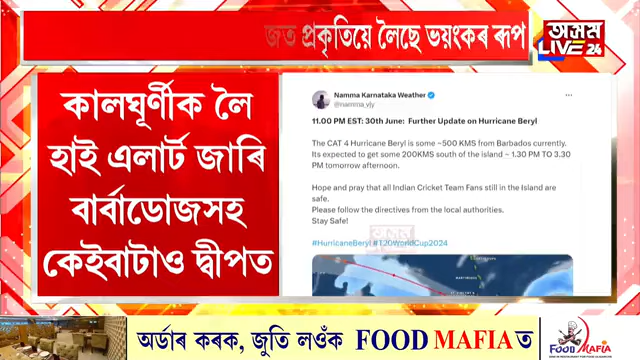 জত প্ৰকৃতিয়ে লৈছে ভয়ংকৰ ৰূপ
অসম
LIVE 24
কালঘূৰ্ণীক লৈ
হাই এলাৰ্ট জাৰি
বাৰ্বাডোজসহ
কেইবাটাও দ্বীপত
Namma Karnataka Weather
@namma_vjy
11.00 PM EST: 30th June: Further Update on Hurricane Beryl
The CAT 4 Hurricane Beryl is some ~500 KMS from Barbados currently.
Its expected to get some 200KMS south of the island ~ 1.30 PM TO 3.30
PM tomorrow afternoon.
Hope and pray that all Indian Cricket Team Fans still in the Island are
safe.
Please follow the directives from the local authorities.
Stay Safe!
#HurricaneBeryl #T20WorldCup2024
অৰ্ডাৰ কৰক, জুতি লওঁক FOOD MAFIA ত
FOOD MAFIA